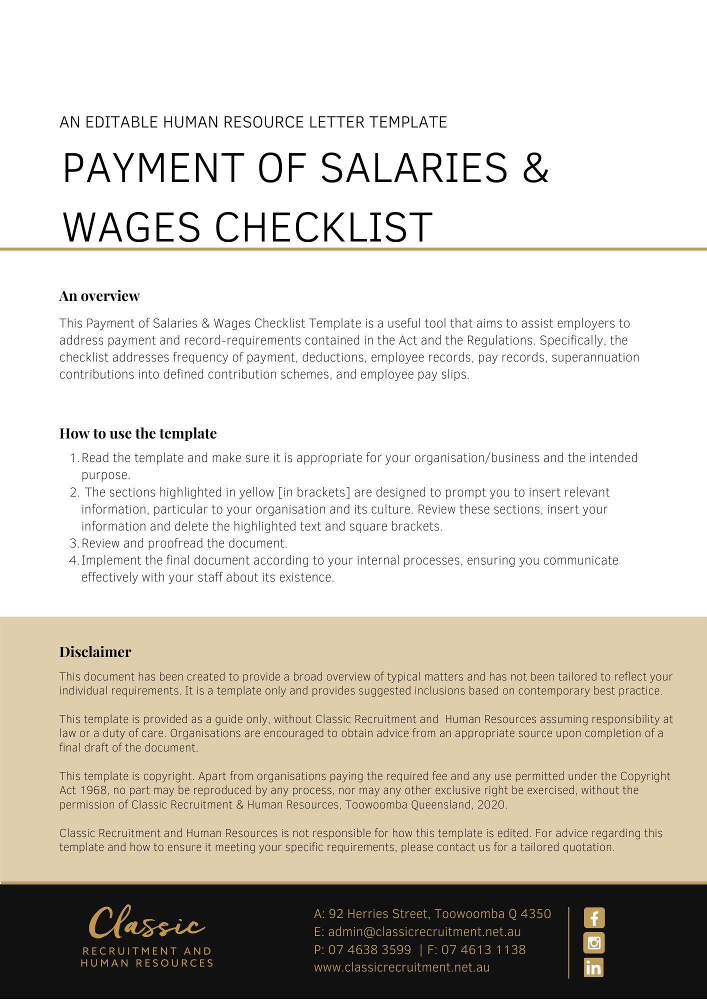 AN EDITABLE HUMAN RESOURCE LETTER TEMPLATE
PAYMENT OF SALARIES &
WAGES CHECKLIST
An overview
This Payment of Salaries & Wages Checklist Template is a useful tool that aims to assist employers to
address payment and record-requirements contained in the Act and the Regulations. Specifically, the
checklist addresses frequency of payment, deductions, employee records, pay records, superannuation
contributions into defined contribution schemes, and employee pay slips.
How to use the template
1. Read the template and make sure it is appropriate for your organisation/business and the intended
purpose.
2. The sections highlighted in yellow [in brackets] are designed to prompt you to insert relevant
information, particular to your organisation and its culture. Review these sections, insert your
information and delete the highlighted text and square brackets.
3. Review and proofread the document.
4. Implement the final document according to your internal processes, ensuring you communicate
effectively with your staff about its existence.
Disclaimer
This document has been created to provide a broad overview of typical matters and has not been tailored to reflect your
individual requirements. It is a template only and provides suggested inclusions based on contemporary best practice.
This template is provided as a guide only, without Classic Recruitment and Human Resources assuming responsibility at
law or a duty of care. Organisations are encouraged to obtain advice from an appropriate source upon completion of a
final draft of the document.
This template is copyright. Apart from organisations paying the required fee and any use permitted under the Copyright
Act 1968, no part may be reproduced by any process, nor may any other exclusive right be exercised, without the
permission of Classic Recruitment & Human Resources, Toowoomba Queensland, 2020.
Classic Recruitment and Human Resources is not responsible for how this template is edited. For advice regarding this
template and how to ensure it meeting your specific requirements, please contact us for a tailored quotation.
Classic
RECRUITMENT AND
HUMAN RESOURCES
A: 92 Herries Street, Toowoomba Q 4350
E: admin@classicrecruitment.net.au
P: 07 4638 3599 | F: 07 4613 1138
www.classicrecruitment.net.au